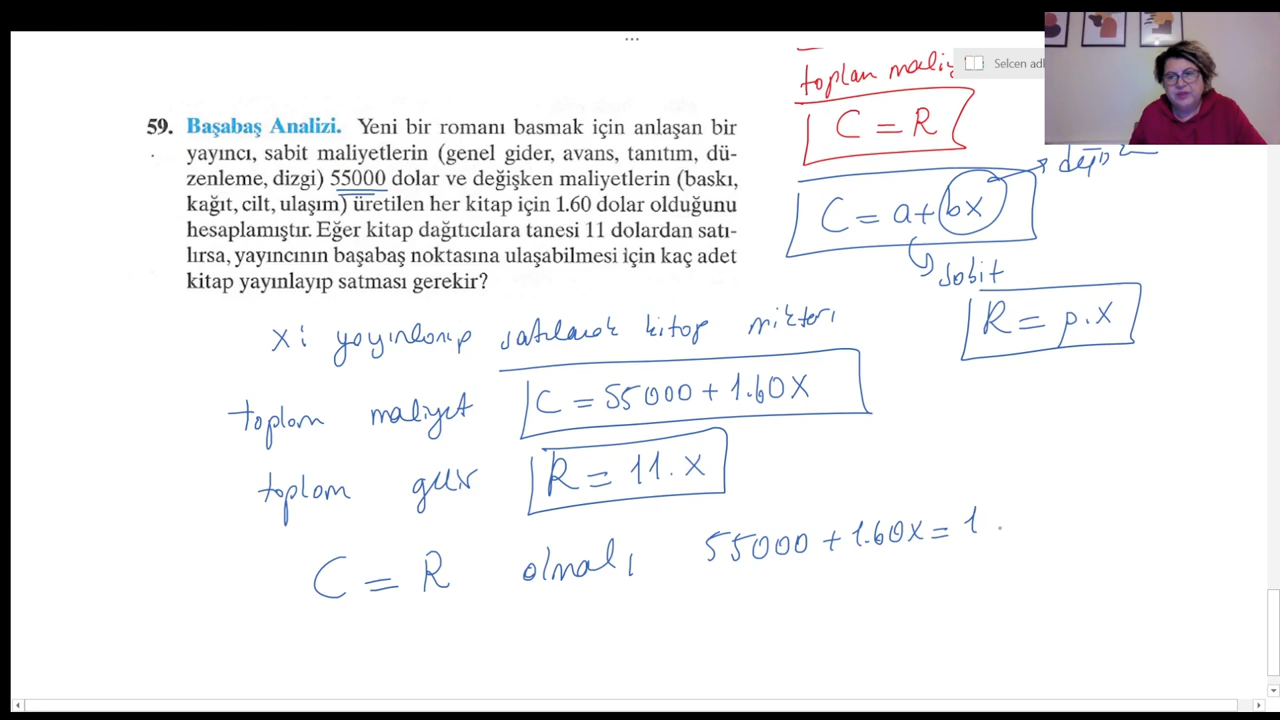 59. Başabaş Analizi. Yeni bir romanı basmak için anlaşan bir
yayıncı, sabit maliyetlerin (genel gider, avans, tanıtım, dü-
zenleme, dizgi) 55000 dolar ve değişken maliyetlerin (baskı,
kağıt, cilt, ulaşım) üretilen her kitap için 1.60 dolar olduğunu
hesaplamıştır. Eğer kitap dağıtıcılara tanesi 11 dolardan satı-
lırsa, yayıncının başabaş noktasına ulaşabilmesi için kaç adet
kitap yayınlayıp satması gerekir?
toplam maliy
Selcen adl
C = R
C = a + bx
sabit
R = p.x
x: yayınlanıp satılacak kitap miktarı
toplam maliyet C = 55000 + 1.60x
toplam R = 11.x
C = R olmalı 55000 + 1.60x = 1